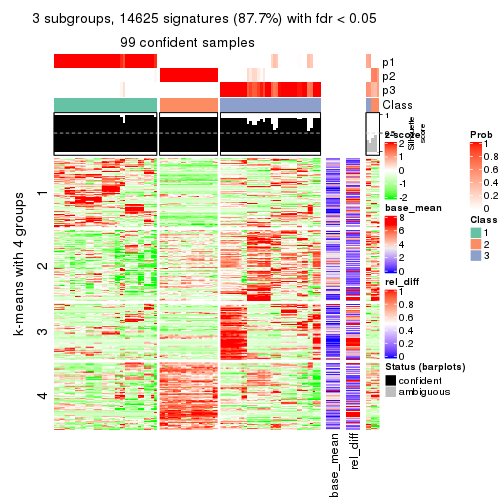 3 subgroups, 14625 signatures (87.7%) with fdr < 0.05
99 confident samples
p1
p2
p3
Class
1
Silhouette
score
z-score
2
1
0
-1
-2
base_mean
8
6
4
2
0
rel_diff
1
0.8
0.6
0.4
0.2
0
Prob
1
0.8
0.6
0.4
0.2
0
Class
1
2
3
Status (barplots)
confident
ambiguous
k-means with 4 groups
1
2
3
4
base_mean
rel_diff